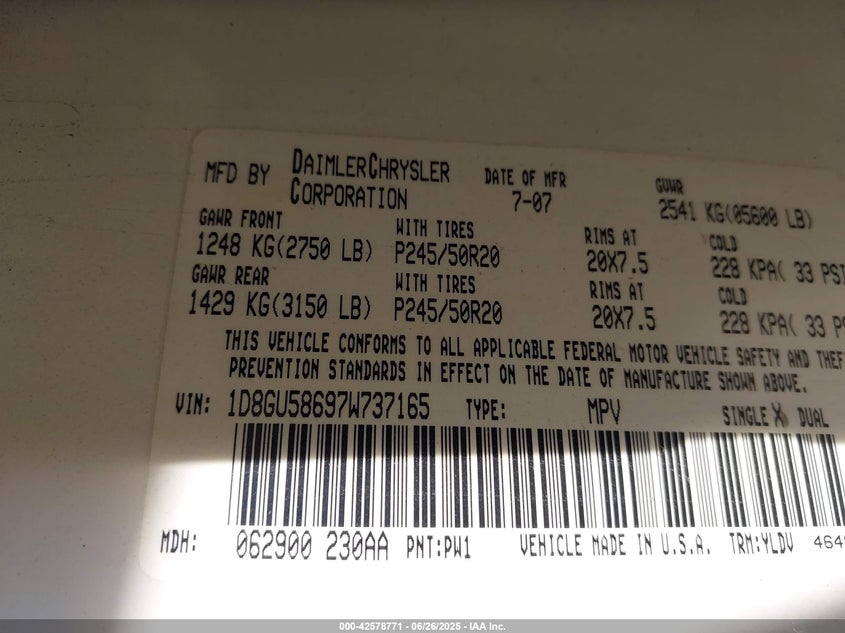 MFD BY DAIMLERCHRYSLER CORPORATION DATE OF MFR 7-07 GVWR 2541 KG(05600 LB)
GAWR FRONT WITH TIRES RIMS AT COLD
1248 KG(2750 LB) P245/50R20 20X7.5 228 KPA( 33 PSI
GAWR REAR WITH TIRES RIMS AT COLD
1429 KG(3150 LB) P245/50R20 20X7.5 228 KPA( 33 PS
THIS VEHICLE CONFORMS TO ALL APPLICABLE FEDERAL MOTOR VEHICLE SAFETY AND THEFT
PREVENTION STANDARDS IN EFFECT ON THE DATE OF MANUFACTURE SHOWN ABOVE.
VIN: 1D8GU58697W737165 TYPE: MPV SINGLE X DUAL
MDH: 062900 230AA PNT:PW1 VEHICLE MADE IN U.S.A. TRM:YLDV
000-42578771 - 06/26/2025 - IAA Inc.